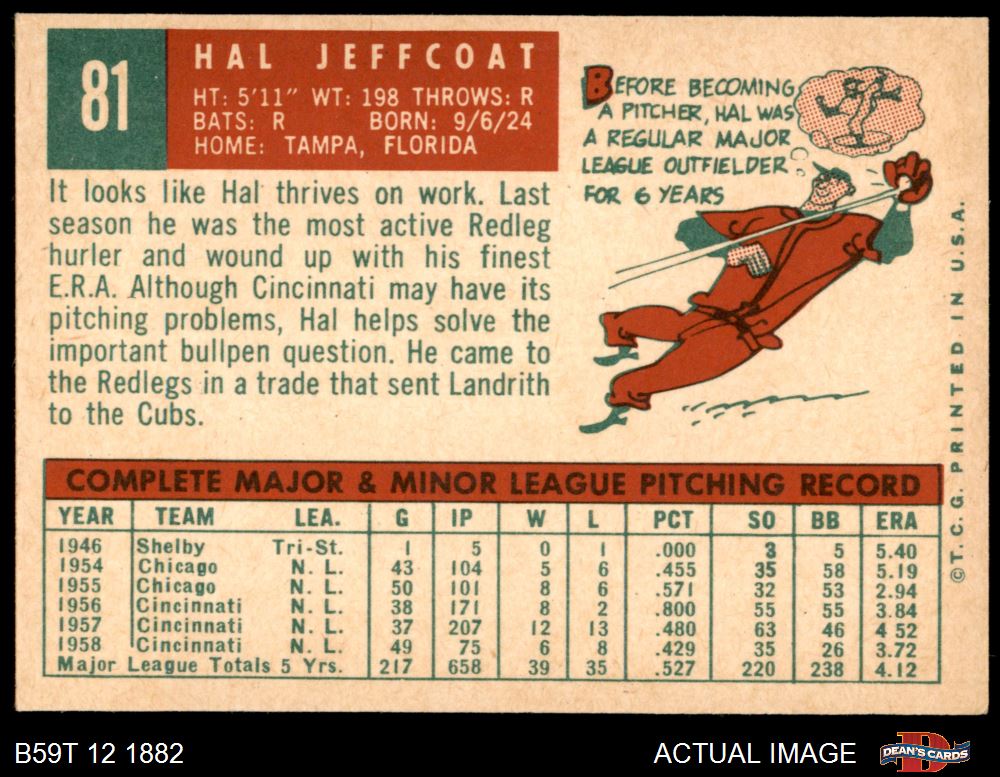 81
HAL JEFFCOAT
HT: 5'11" WT: 198 THROWS: R
BATS: R BORN: 9/6/24
HOME: TAMPA, FLORIDA
BEFORE BECOMING
A PITCHER, HAL WAS
A REGULAR MAJOR
LEAGUE OUTFIELDER
FOR 6 YEARS
It looks like Hal thrives on work. Last
season he was the most active Redleg
hurler and wound up with his finest
E.R.A. Although Cincinnati may have its
pitching problems, Hal helps solve the
important bullpen question. He came to
the Redlegs in a trade that sent Landrith
to the Cubs.
COMPLETE MAJOR & MINOR LEAGUE PITCHING RECORD
YEAR TEAM LEA. G IP W L PCT SO BB ERA
1946 Shelby Tri-St. 1 5 0 1 .000 3 5 5.40
1954 Chicago N. L. 43 104 5 6 .455 35 58 5.19
1955 Chicago N. L. 50 101 8 6 .571 32 53 2.94
1956 Cincinnati N. L. 38 171 8 2 .800 55 55 3.84
1957 Cincinnati N. L. 37 207 12 13 .480 63 46 4 52
1958 Cincinnati N. L. 49 75 6 8 .429 35 26 3.72
Major League Totals 5 Yrs. 217 658 39 35 .527 220 238 4.12
©T. C. G. PRINTED IN U.S.A.
B59T 12 1882
ACTUAL IMAGE
DEAN'S CARDS